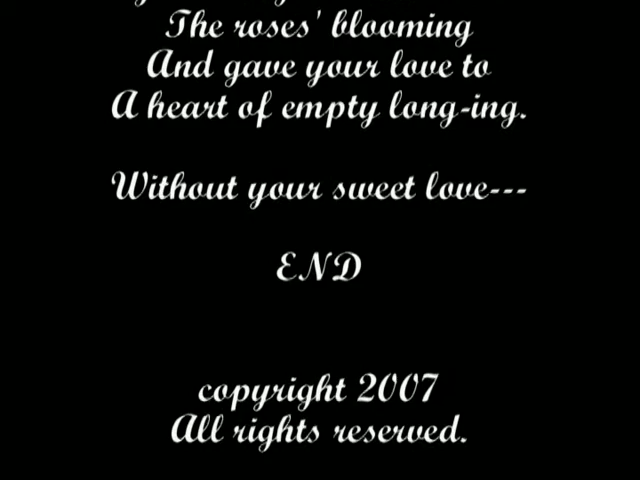 The roses' blooming
And gave your love to
A heart of empty long-ing.
Without your sweet love---
END
copyright 2007
All rights reserved.